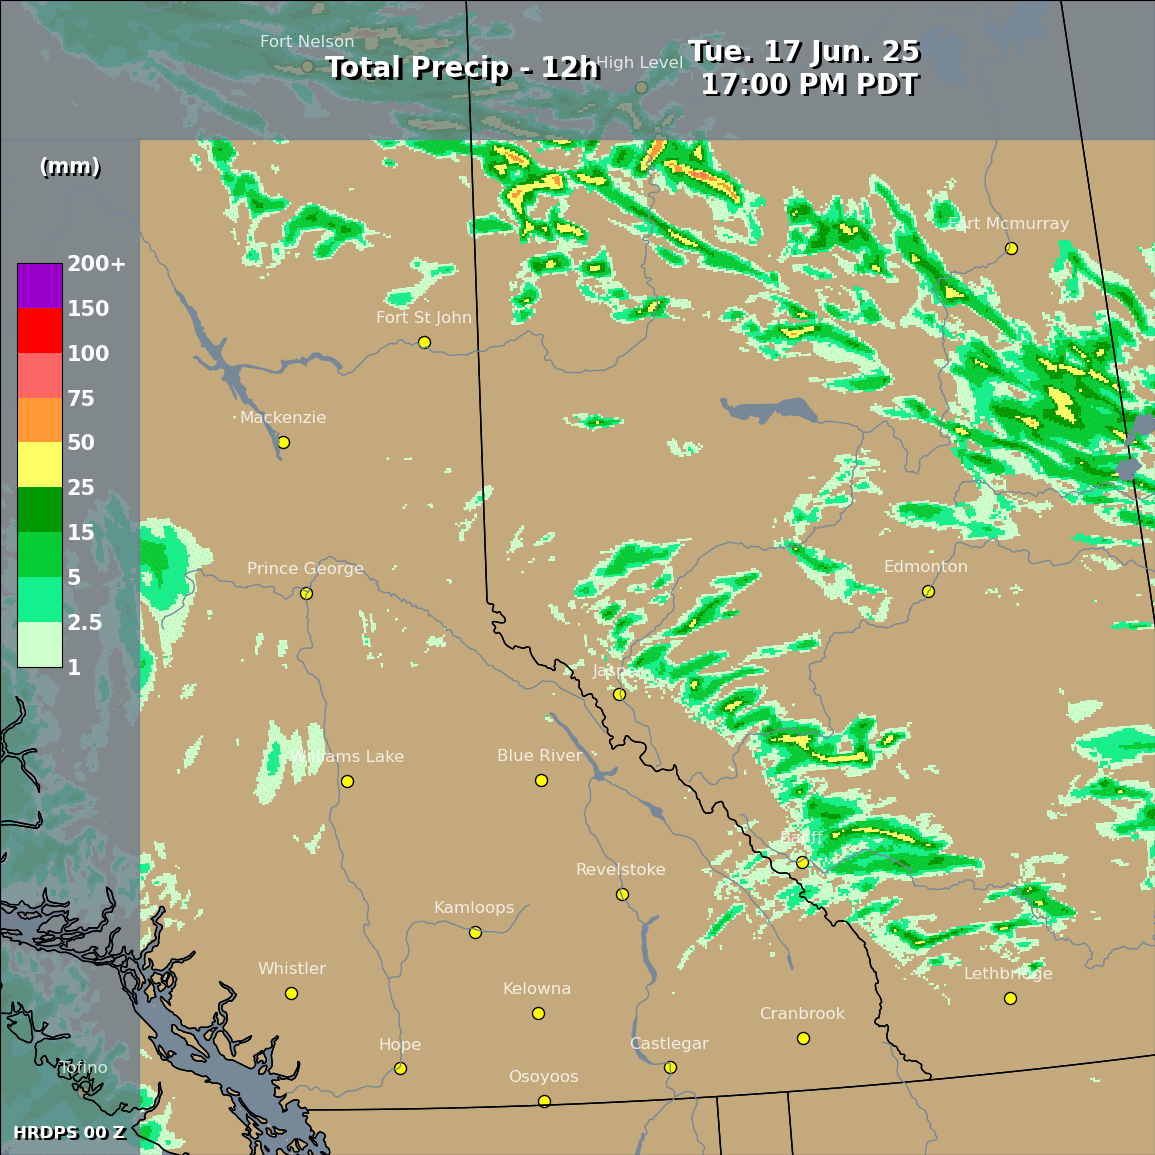 Fort Nelson
Total Precip - 12h
High Level
Tue. 17 Jun. 25
17:00 PM PDT
(mm)
200+
150
100
75
50
25
15
5
2.5
1
Fort Mcmurray
Fort St John
Mackenzie
Prince George
Edmonton
Jasper
Williams Lake
Blue River
Banff
Revelstoke
Kamloops
Whistler
Lethbridge
Kelowna
Cranbrook
Hope
Castlegar
Tofino
Osoyoos
HRDPS 00 Z